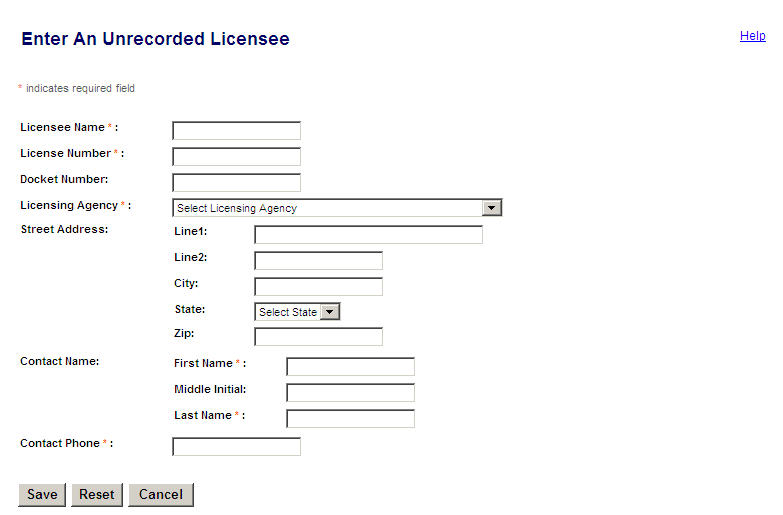 Enter An Unrecorded Licensee
Help
* indicates required field
Licensee Name * :
License Number * :
Docket Number:
Licensing Agency * :
Select Licensing Agency
Street Address:
Line1:
Line2:
City:
State:
Select State
Zip:
Contact Name:
First Name * :
Middle Initial:
Last Name * :
Contact Phone * :
Save
Reset
Cancel